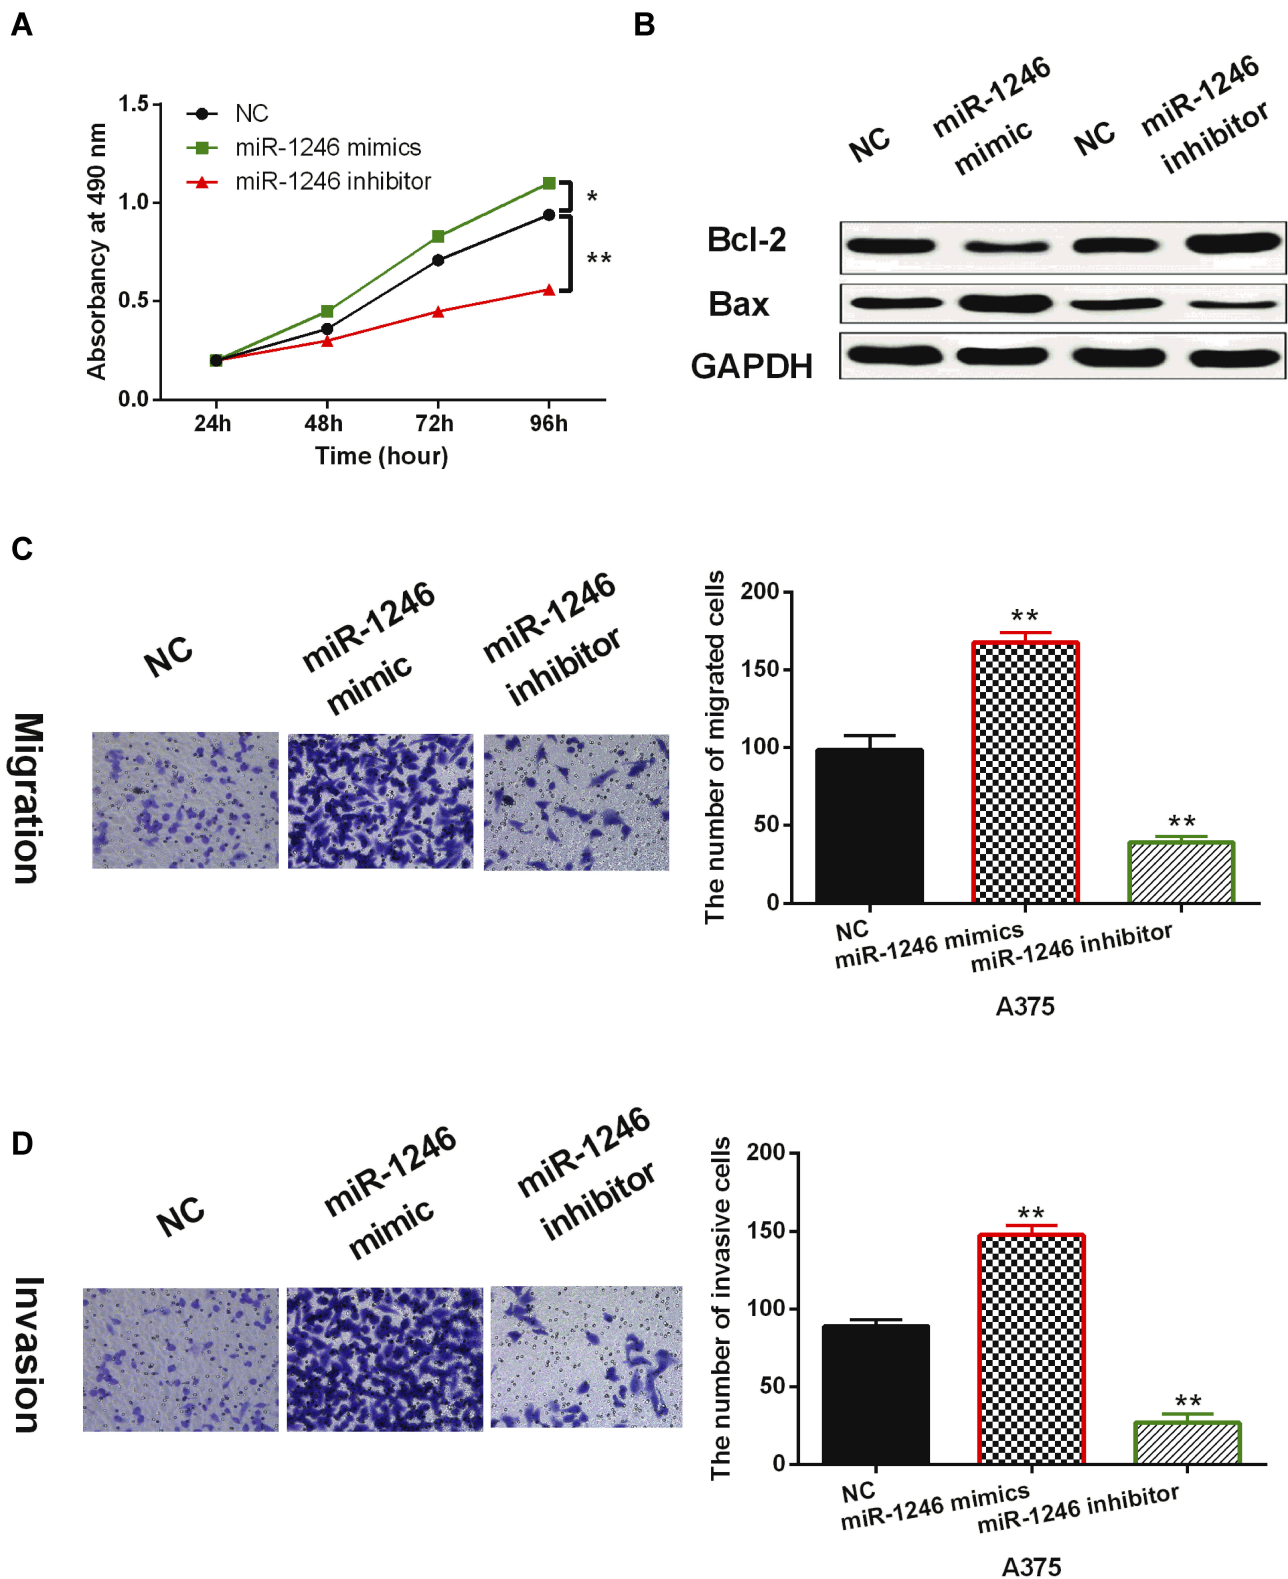 A
1.5
1.0
0.5
0.0
Absorbancy at 490 nm
NC
miR-1246 mimics
miR-1246 inhibitor
*
**
24h 48h 72h 96h
Time (hour)
B
NC
miR-1246
mimic
NC
miR-1246
inhibitor
Bcl-2
Bax
GAPDH
C
Migration
NC
miR-1246
mimic
miR-1246
inhibitor
The number of migrated cells
200
150
100
50
0
**
**
NC
miR-1246 mimics
miR-1246 inhibitor
A375
D
Invasion
NC
miR-1246
mimic
miR-1246
inhibitor
The number of invasive cells
200
150
100
50
0
**
**
NC
miR-1246 mimics
miR-1246 inhibitor
A375